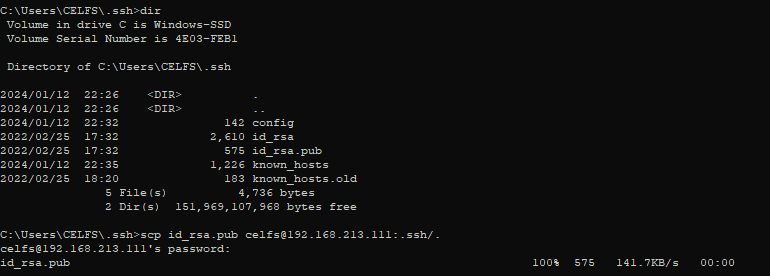 C:\Users\CELFS\.ssh>dir
Volume in drive C is Windows-SSD
Volume Serial Number is 4E03-FEB1
Directory of C:\Users\CELFS\.ssh
2024/01/12 22:26 <DIR> .
2024/01/12 22:26 <DIR> ..
2024/01/12 22:32 142 config
2022/02/25 17:32 2,610 id_rsa
2022/02/25 17:32 575 id_rsa.pub
2024/01/12 22:35 1,226 known_hosts
2022/02/25 18:20 183 known_hosts.old
5 File(s) 4,736 bytes
2 Dir(s) 151,969,107,968 bytes free
C:\Users\CELFS\.ssh>scp id_rsa.pub celfs@192.168.213.111:.ssh/.
celfs@192.168.213.111's password:
id_rsa.pub 100% 575 141.7KB/s 00:00